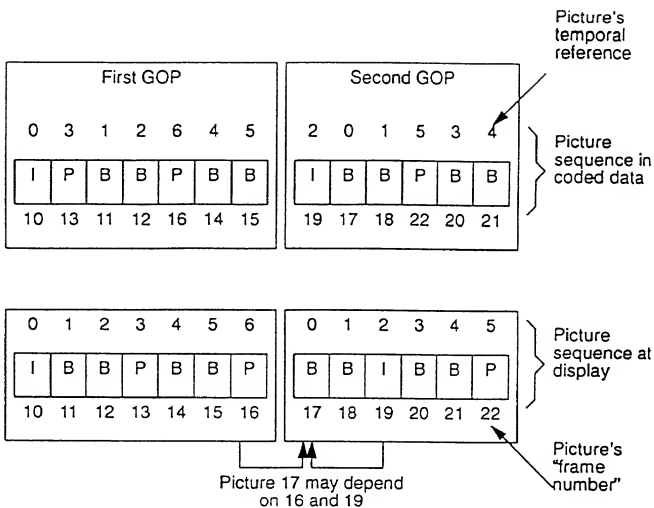 Picture's
temporal
reference
First GOP
Second GOP
0 3 1 2 6 4 5
2 0 1 5 3 4
I P B B P B B
I B B P B B
10 13 11 12 16 14 15
19 17 18 22 20 21
Picture
sequence in
coded data
0 1 2 3 4 5 6
0 1 2 3 4 5
I B B P B B P
B B I B B P
10 11 12 13 14 15 16
17 18 19 20 21 22
Picture
sequence at
display
Picture 17 may depend
on 16 and 19
Picture's
"frame
number"